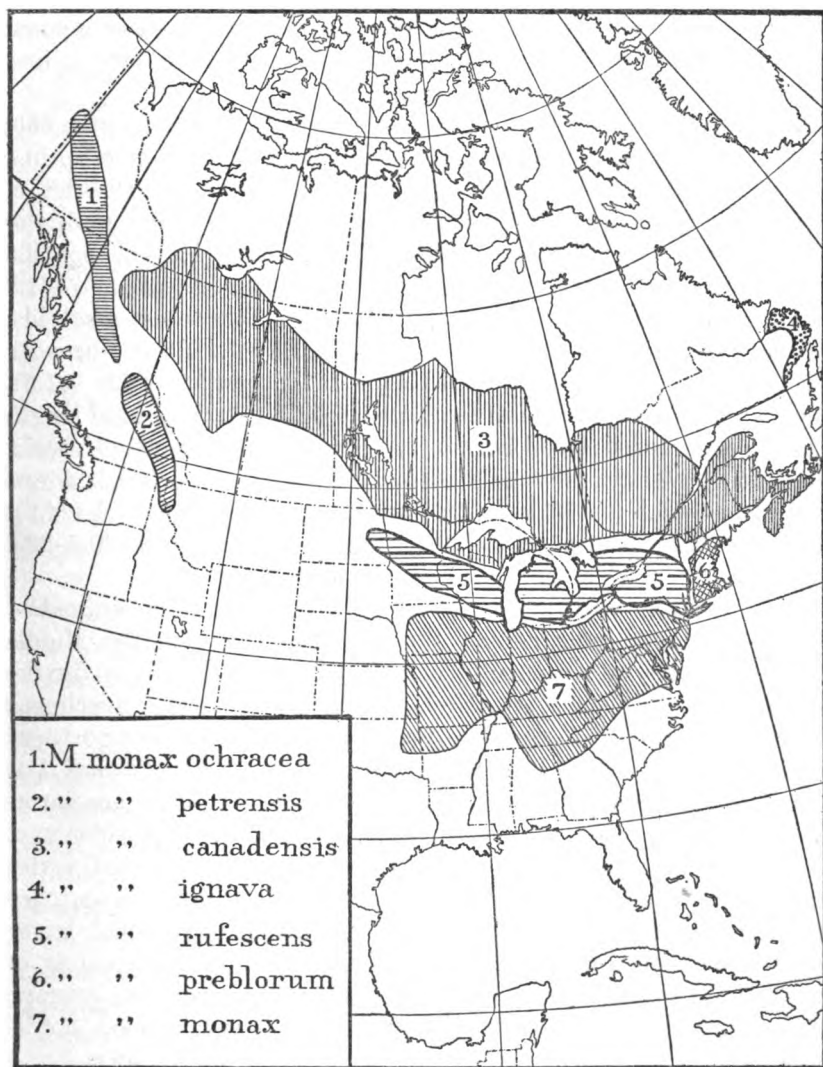 1
2
3
4
5
5
6
7
1.M. monax ochracea
2. ” ” petrensis
3. ” ” canadensis
4. ” ” ignava
5. ” ” rufescens
6. ” ” preblorum
7. ” ” monax